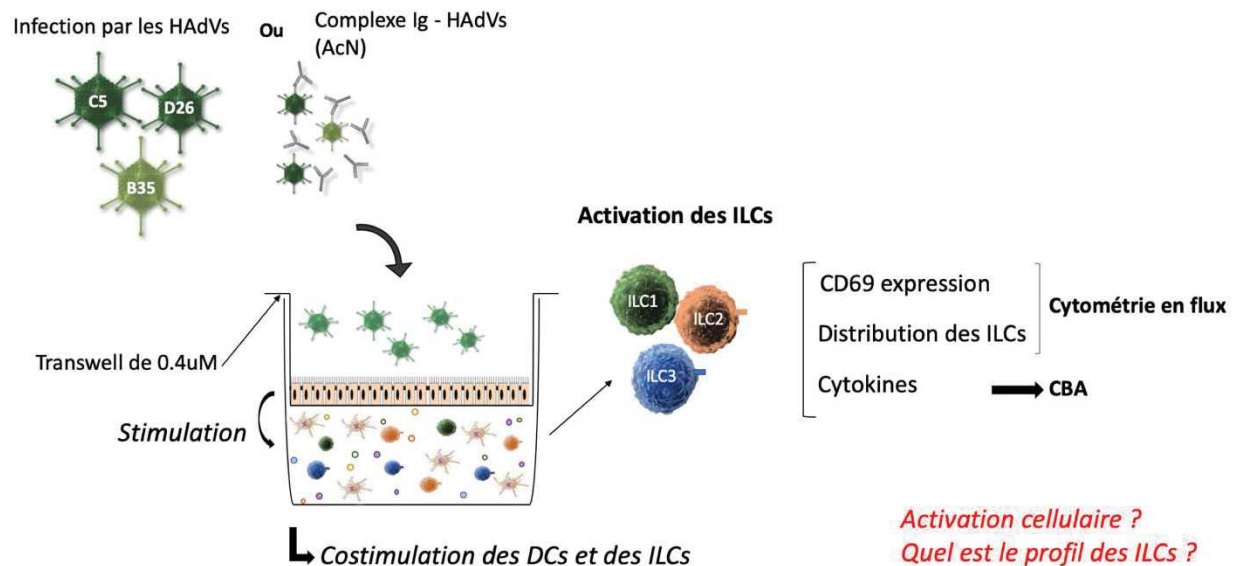 Infection par les HAdVs
Ou
Complexe Ig - HAdVs
(AcN)
C5
D26
B35
Activation des ILCs
ILC1
ILC2
ILC3
CD69 expression
Distribution des ILCs
Cytométrie en flux
Cytokines
CBA
Transwell de 0.4uM
Stimulation
Costimulation des DCs et des ILCs
Activation cellulaire ?
Quel est le profil des ILCs ?